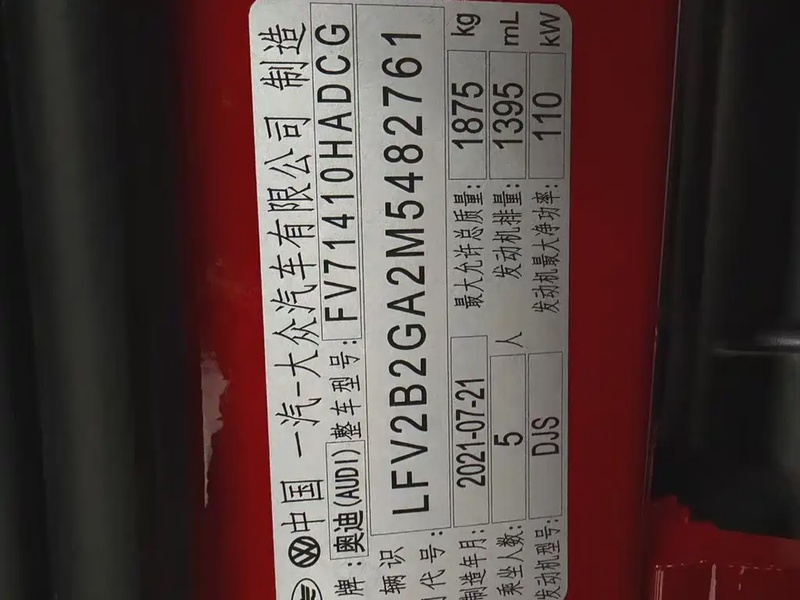 中国 一汽-大众汽车有限公司 制造
牌: 奥迪(AUDI) 整车型号: FV71410HADCG
辆识
代号: LFV2B2GA2M5482761
制造年月: 2021-07-21 最大允许总质量: 1875 kg
乘坐人数: 5 人 发动机排量: 1395 mL
发动机型号: DJS 发动机最大净功率: 110 kW